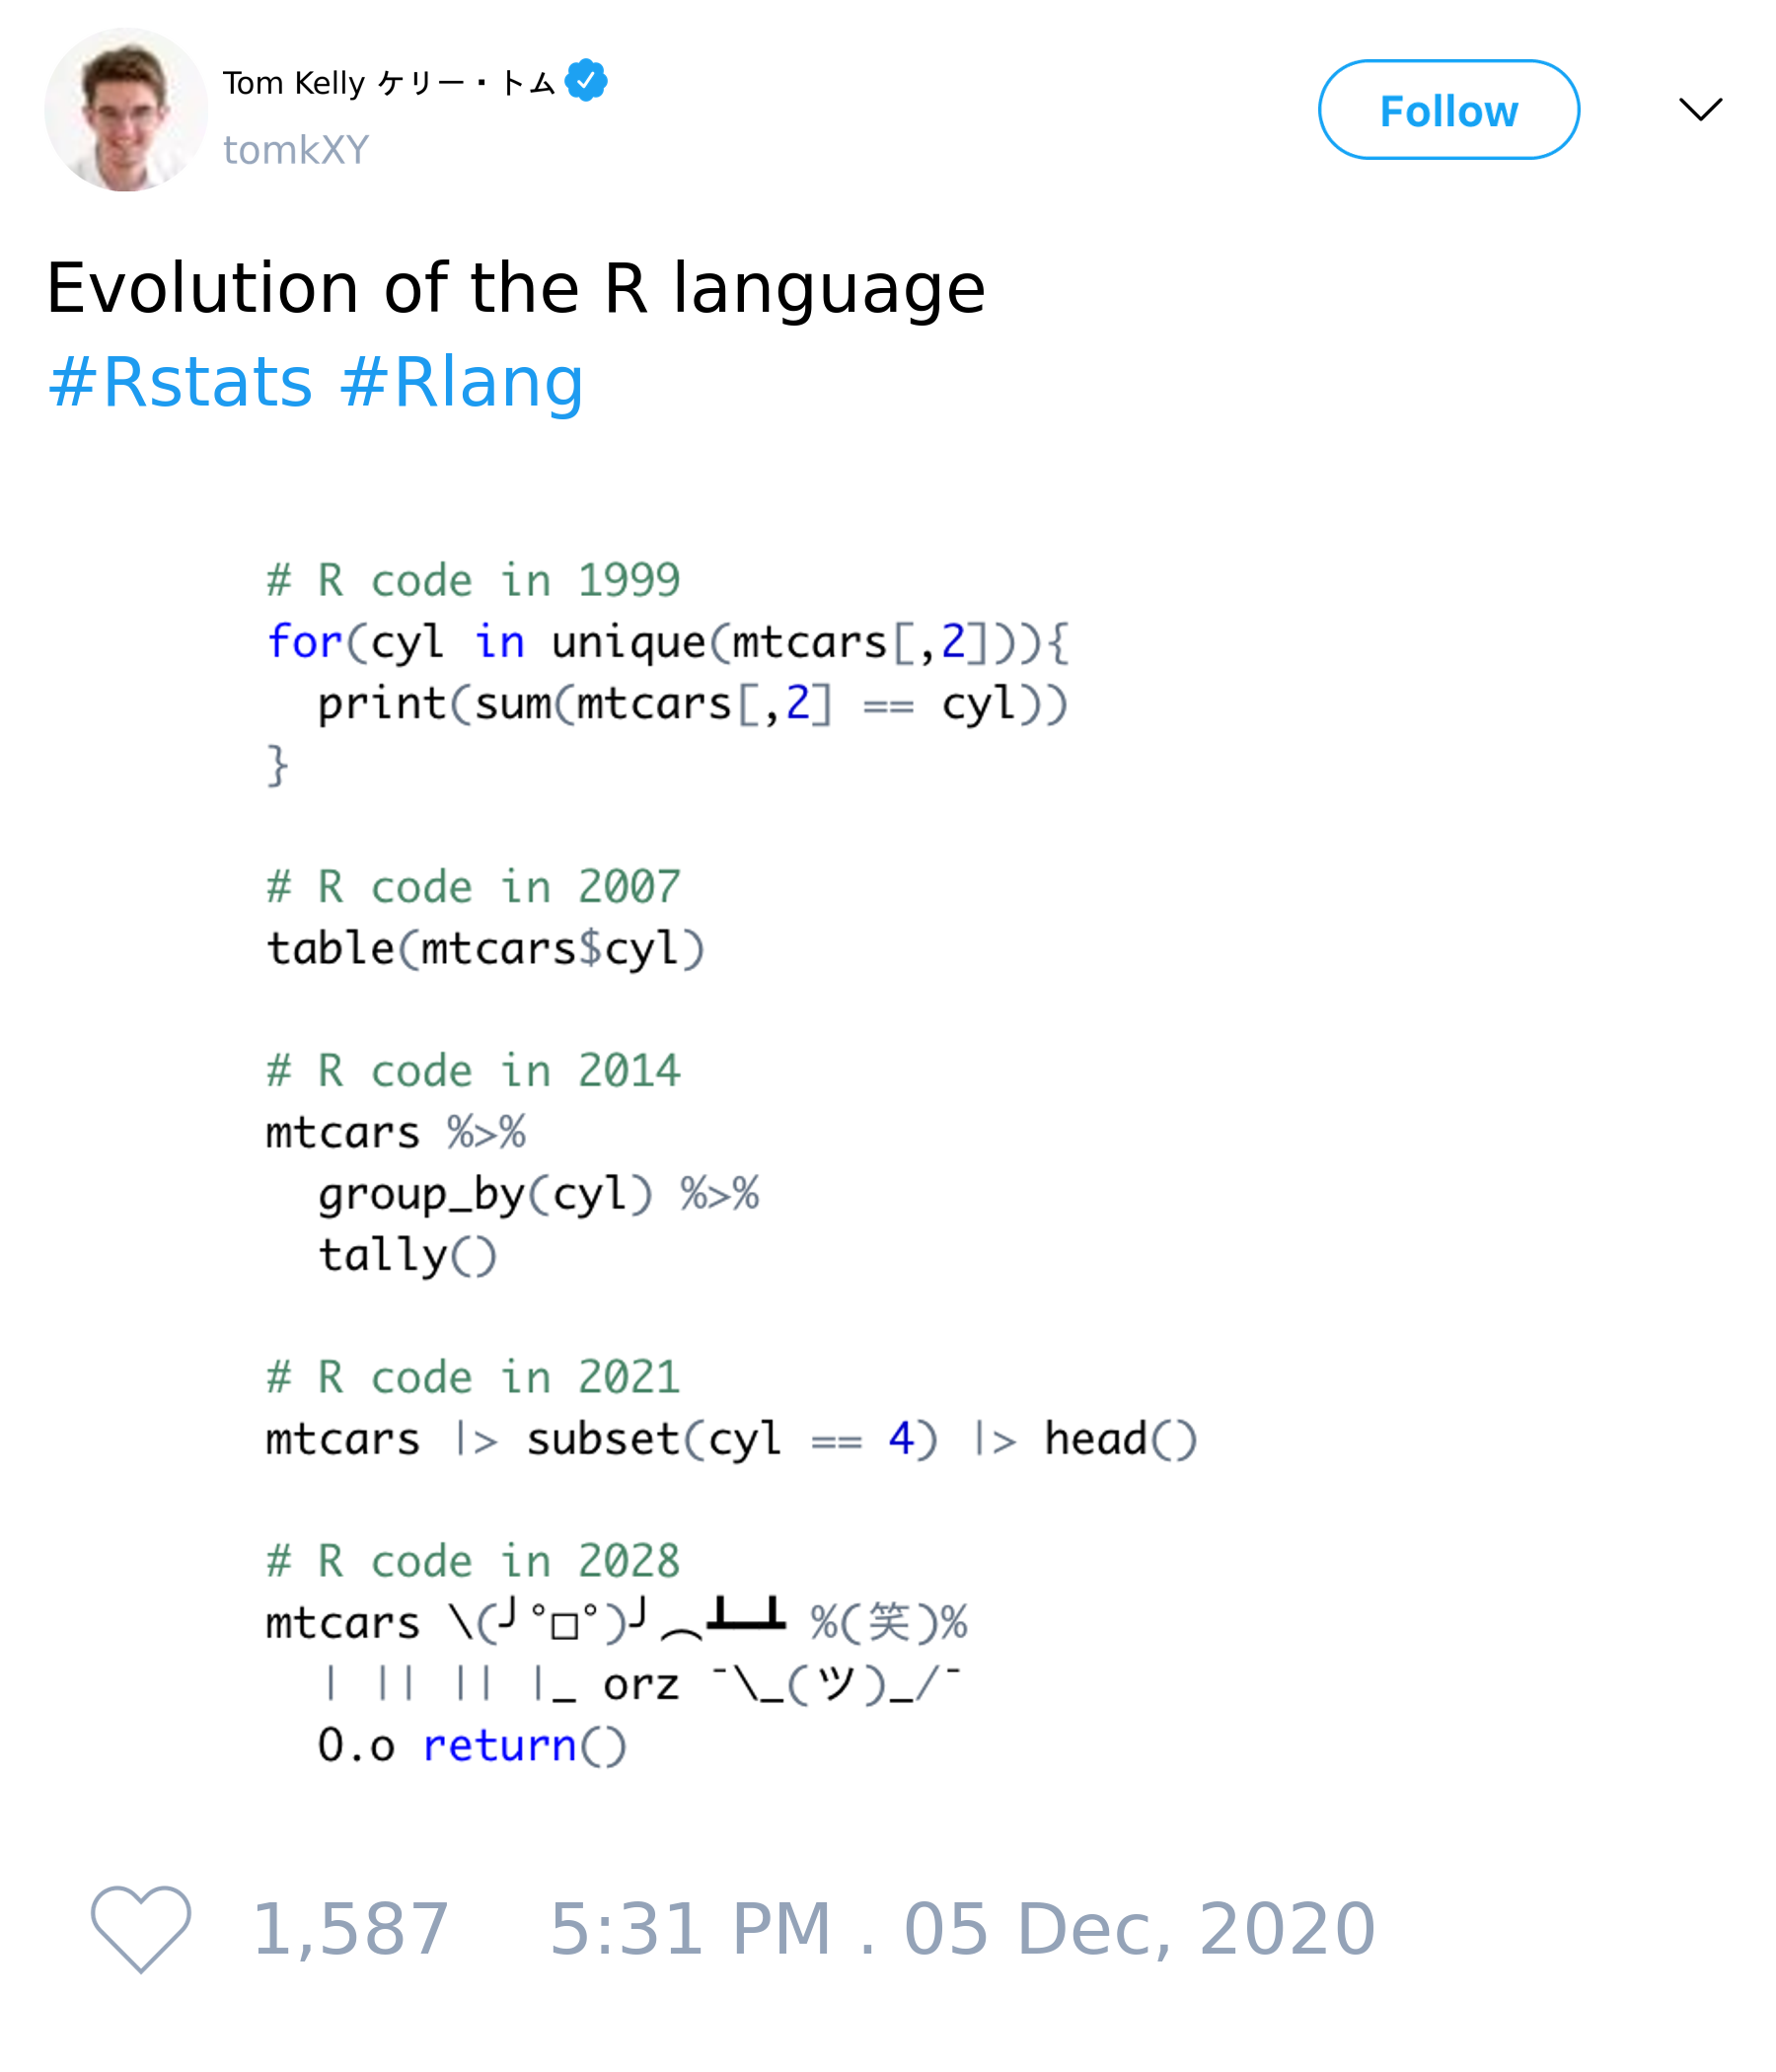 Tom Kelly ケリー・トム
tomkXY
Follow
Evolution of the R language
#Rstats #Rlang
# R code in 1999
for(cyl in unique(mtcars[,2])){
  print(sum(mtcars[,2] == cyl))
}
# R code in 2007
table(mtcars$cyl)
# R code in 2014
mtcars %>%
  group_by(cyl) %>%
  tally()
# R code in 2021
mtcars |> subset(cyl == 4) |> head()
# R code in 2028
mtcars \(╯°□°)╯︵┻━┻ %(笑)%
  | || || |_ orz ¯\_(ツ)_/¯
  O.o return()
1,587 5:31 PM . 05 Dec, 2020